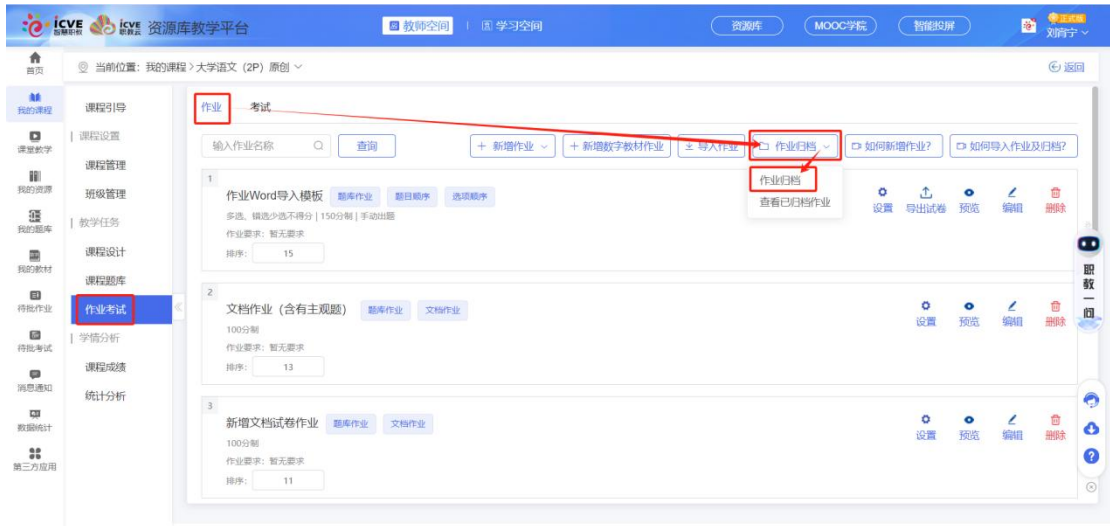 icve 智慧职教 icve 职教云 资源库教学平台 教师空间 学习空间 资源库 MOOC学院 智能投屏 正式版
刘肖宁
首页 当前位置：我的课程 > 大学语文（2P）原创 返回
我的课程
课堂教学
我的资源
我的题库
我的教材
待批作业
待批考试
消息通知
数据统计
第三方应用
课程引导
课程设置
课程管理
班级管理
教学任务
课程设计
课程题库
作业考试
学情分析
课程成绩
统计分析
作业 考试
输入作业名称 查询 + 新增作业 + 新增数字教材作业 导入作业 作业归档 如何新增作业? 如何导入作业及归档?
作业归档
查看已归档作业
1
作业Word导入模板 题库作业 题目顺序 选项顺序
多选、错选少选不得分 | 150分制 | 手动出题
作业要求：暂无要求
排序： 15
设置 导出试卷 预览 编辑 删除
2
文档作业（含有主观题） 题库作业 文档作业
100分制
作业要求：暂无要求
排序： 13
设置 预览 编辑 删除
3
新增文档试卷作业 题库作业 文档作业
100分制
作业要求：暂无要求
排序： 11
设置 预览 编辑 删除
职教一问